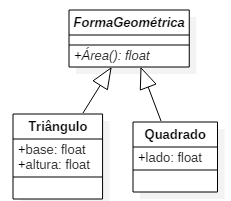 FormaGeométrica
+Área(): float
Triângulo
+base: float
+altura: float
Quadrado
+lado: float